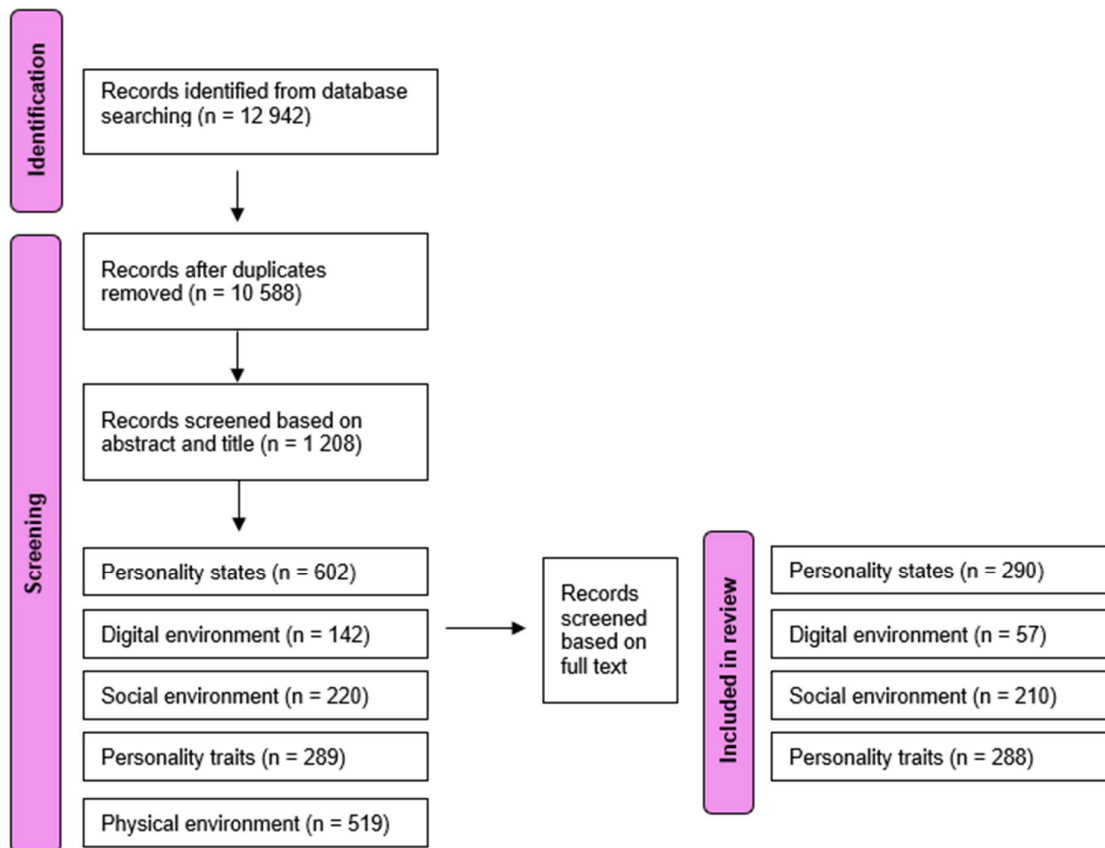 Identification
Records identified from database
searching (n = 12 942)
Screening
Records after duplicates
removed (n = 10 588)
Records screened based on
abstract and title (n = 1 208)
Personality states (n = 602)
Digital environment (n = 142)
Social environment (n = 220)
Personality traits (n = 289)
Physical environment (n = 519)
Records
screened
based on
full text
Included in review
Personality states (n = 290)
Digital environment (n = 57)
Social environment (n = 210)
Personality traits (n = 288)